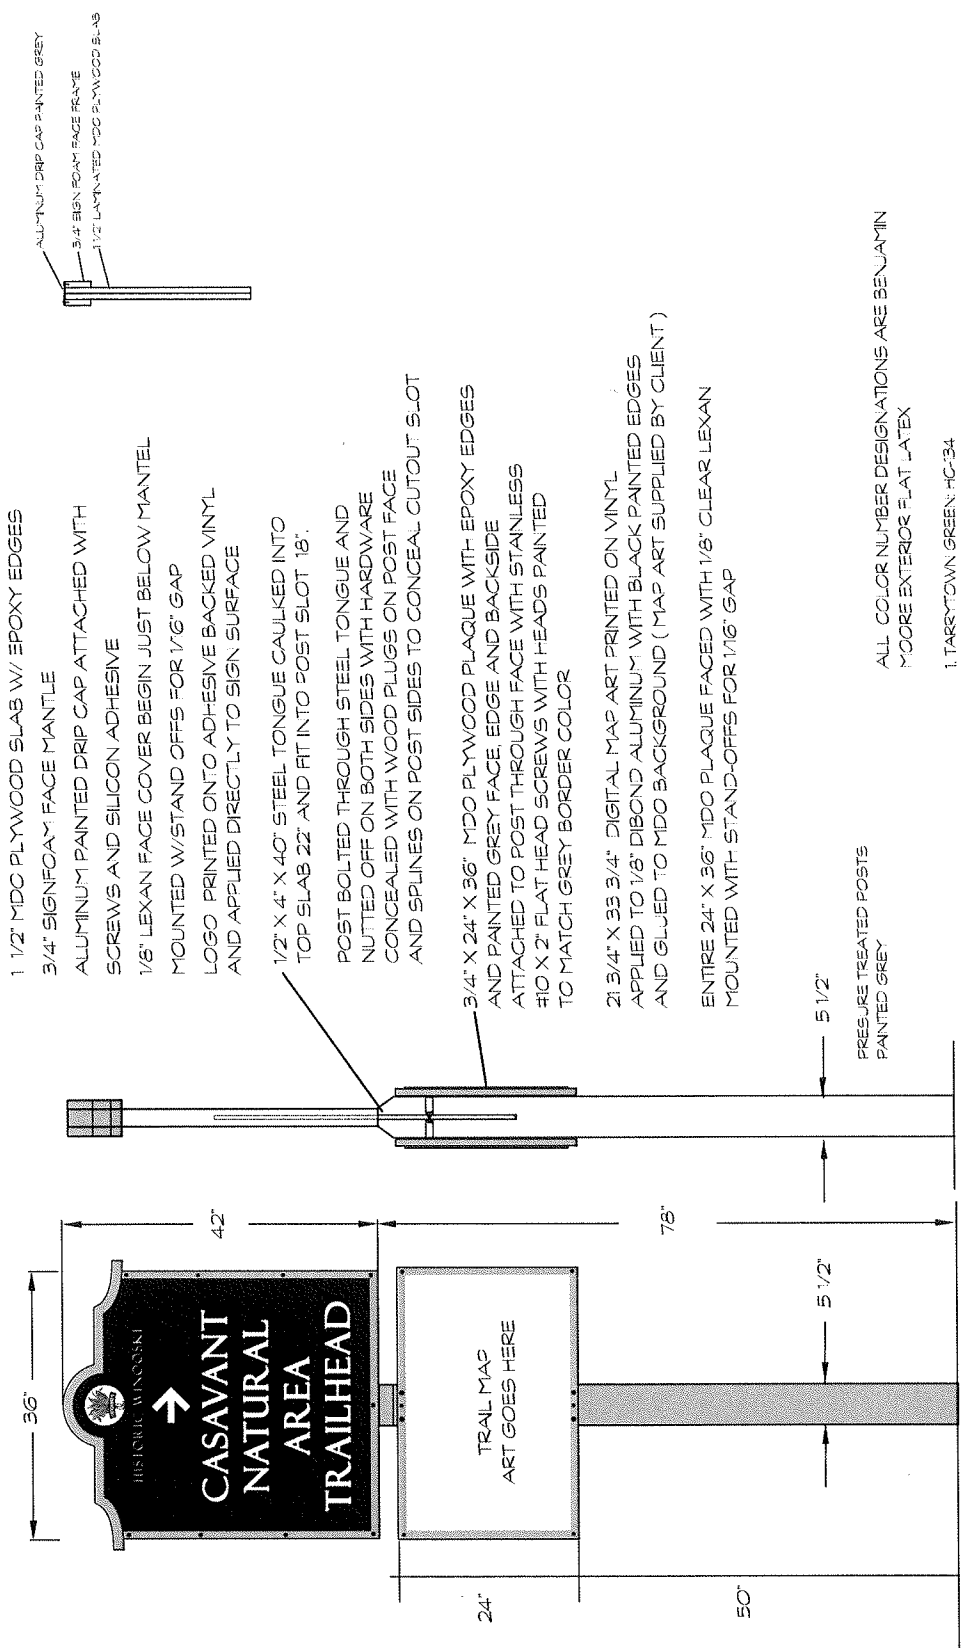 1 1/2" MDO PLYWOOD SLAB W/ EPOXY EDGES
3/4" SIGNFOAM FACE MANTLE
ALUMINUM PAINTED DRIP CAP ATTACHED WITH
SCREWS AND SILICON ADHESIVE
1/8" LEXAN FACE COVER BEGIN JUST BELOW MANTEL
MOUNTED W/STAND OFFS FOR 1/16" GAP
LOGO PRINTED ONTO ADHESIVE BACKED VINYL
AND APPLIED DIRECTLY TO SIGN SURFACE
1/2" X 4" X 40" STEEL TONGUE CAULKED INTO
TOP SLAB 22" AND FIT INTO POST SLOT 18".
POST BOLTED THROUGH STEEL TONGUE AND
NUTTED OFF ON BOTH SIDES WITH HARDWARE
CONCEALED WITH WOOD PLUGS ON POST FACE
AND SPLINES ON POST SIDES TO CONCEAL CUTOUT SLOT
3/4" X 24" X 36" MDO PLYWOOD PLAQUE WITH EPOXY EDGES
AND PAINTED GREY FACE, EDGE AND BACKSIDE
ATTACHED TO POST THROUGH FACE WITH STAINLESS
#10 X 2" FLAT HEAD SCREWS WITH HEADS PAINTED
TO MATCH GREY BORDER COLOR
21 3/4" X 33 3/4" DIGITAL MAP ART PRINTED ON VINYL
APPLIED TO 1/8" DIBOND ALUMINUM WITH BLACK PAINTED EDGES
AND GLUED TO MDO BACKGROUND ( MAP ART SUPPLIED BY CLIENT )
ENTIRE 24" X 36" MDO PLAQUE FACED WITH 1/8" CLEAR LEXAN
MOUNTED WITH STAND-OFFS FOR 1/16" GAP
ALUMINUM DRIP CAP PAINTED GREY
3/4" SIGN FOAM FACE FRAME
1 1/2" LAMINATED MDO PLYWOOD SLAB
36"
42"
HISTORIC WINOOSKI
CASAVANT
NATURAL
AREA
TRAILHEAD
TRAIL MAP
ART GOES HERE
24"
50"
78"
5 1/2"
5 1/2"
PRESURE TREATED POSTS
PAINTED GREY
ALL COLOR NUMBER DESIGNATIONS ARE BENJAMIN
MOORE EXTERIOR FLAT LATEX
1. TARRYTOWN GREEN: HC-134